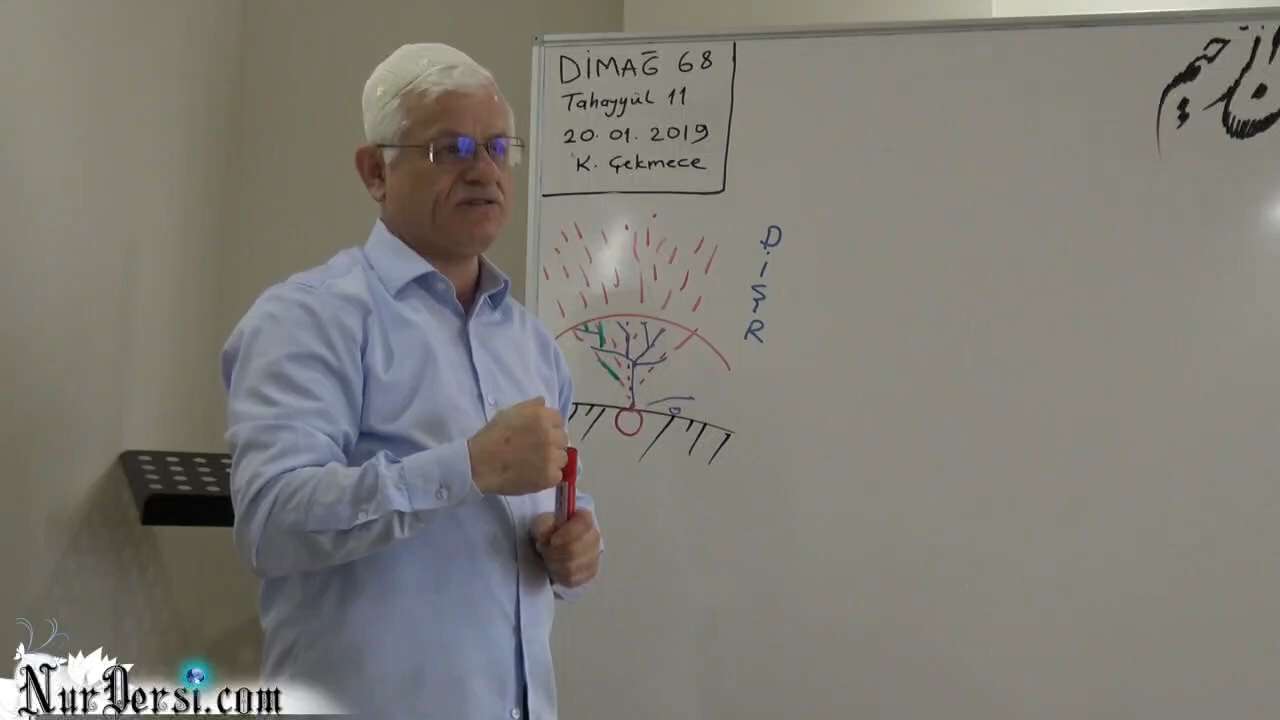 DİMAĞ 68
Tahayyül 11
20.01.2019
K. Çekmece
D
İ
Ş
R
NurDersi.com